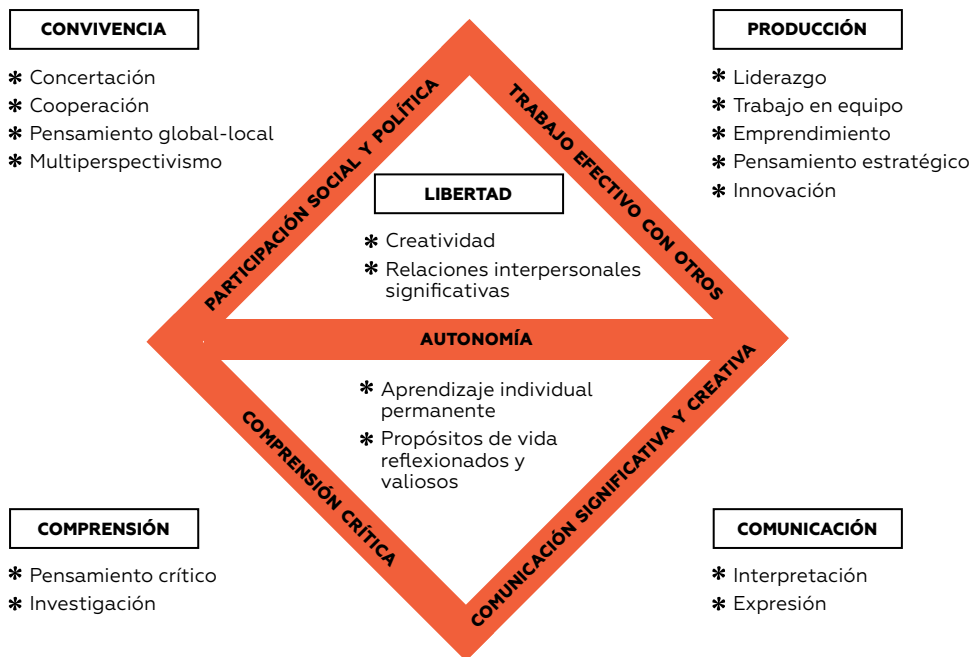 CONVIVENCIA
* Concertación
* Cooperación
* Pensamiento global-local
* Multiperspectivismo
PRODUCCIÓN
* Liderazgo
* Trabajo en equipo
* Emprendimiento
* Pensamiento estratégico
* Innovación
PARTICIPACIÓN SOCIAL Y POLÍTICA
TRABAJO EFECTIVO CON OTROS
LIBERTAD
* Creatividad
* Relaciones interpersonales
significativas
AUTONOMÍA
* Aprendizaje individual
permanente
* Propósitos de vida
reflexionados y
valiosos
COMPRENSIÓN CRÍTICA
COMUNICACIÓN SIGNIFICATIVA Y CREATIVA
COMPRENSIÓN
* Pensamiento crítico
* Investigación
COMUNICACIÓN
* Interpretación
* Expresión